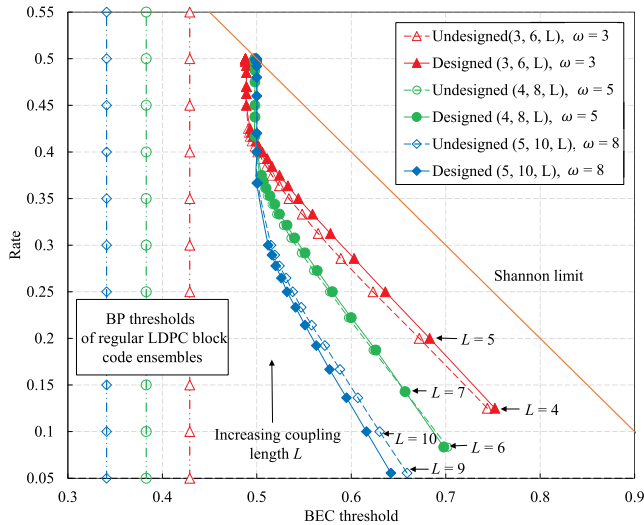 0.55
0.5
0.45
0.4
0.35
0.3
0.25
0.2
0.15
0.1
0.05
Rate
0.3
0.4
0.5
0.6
0.7
0.8
0.9
BEC threshold
Undesigned(3, 6, L), ω = 3
Designed (3, 6, L), ω = 3
Undesigned (4, 8, L), ω = 5
Designed (4, 8, L), ω = 5
Undesigned (5, 10, L), ω = 8
Designed (5, 10, L), ω = 8
Shannon limit
BP thresholds
of regular LDPC block
code ensembles
Increasing coupling
length L
L = 5
L = 7
L = 4
L = 10
L = 6
L = 9